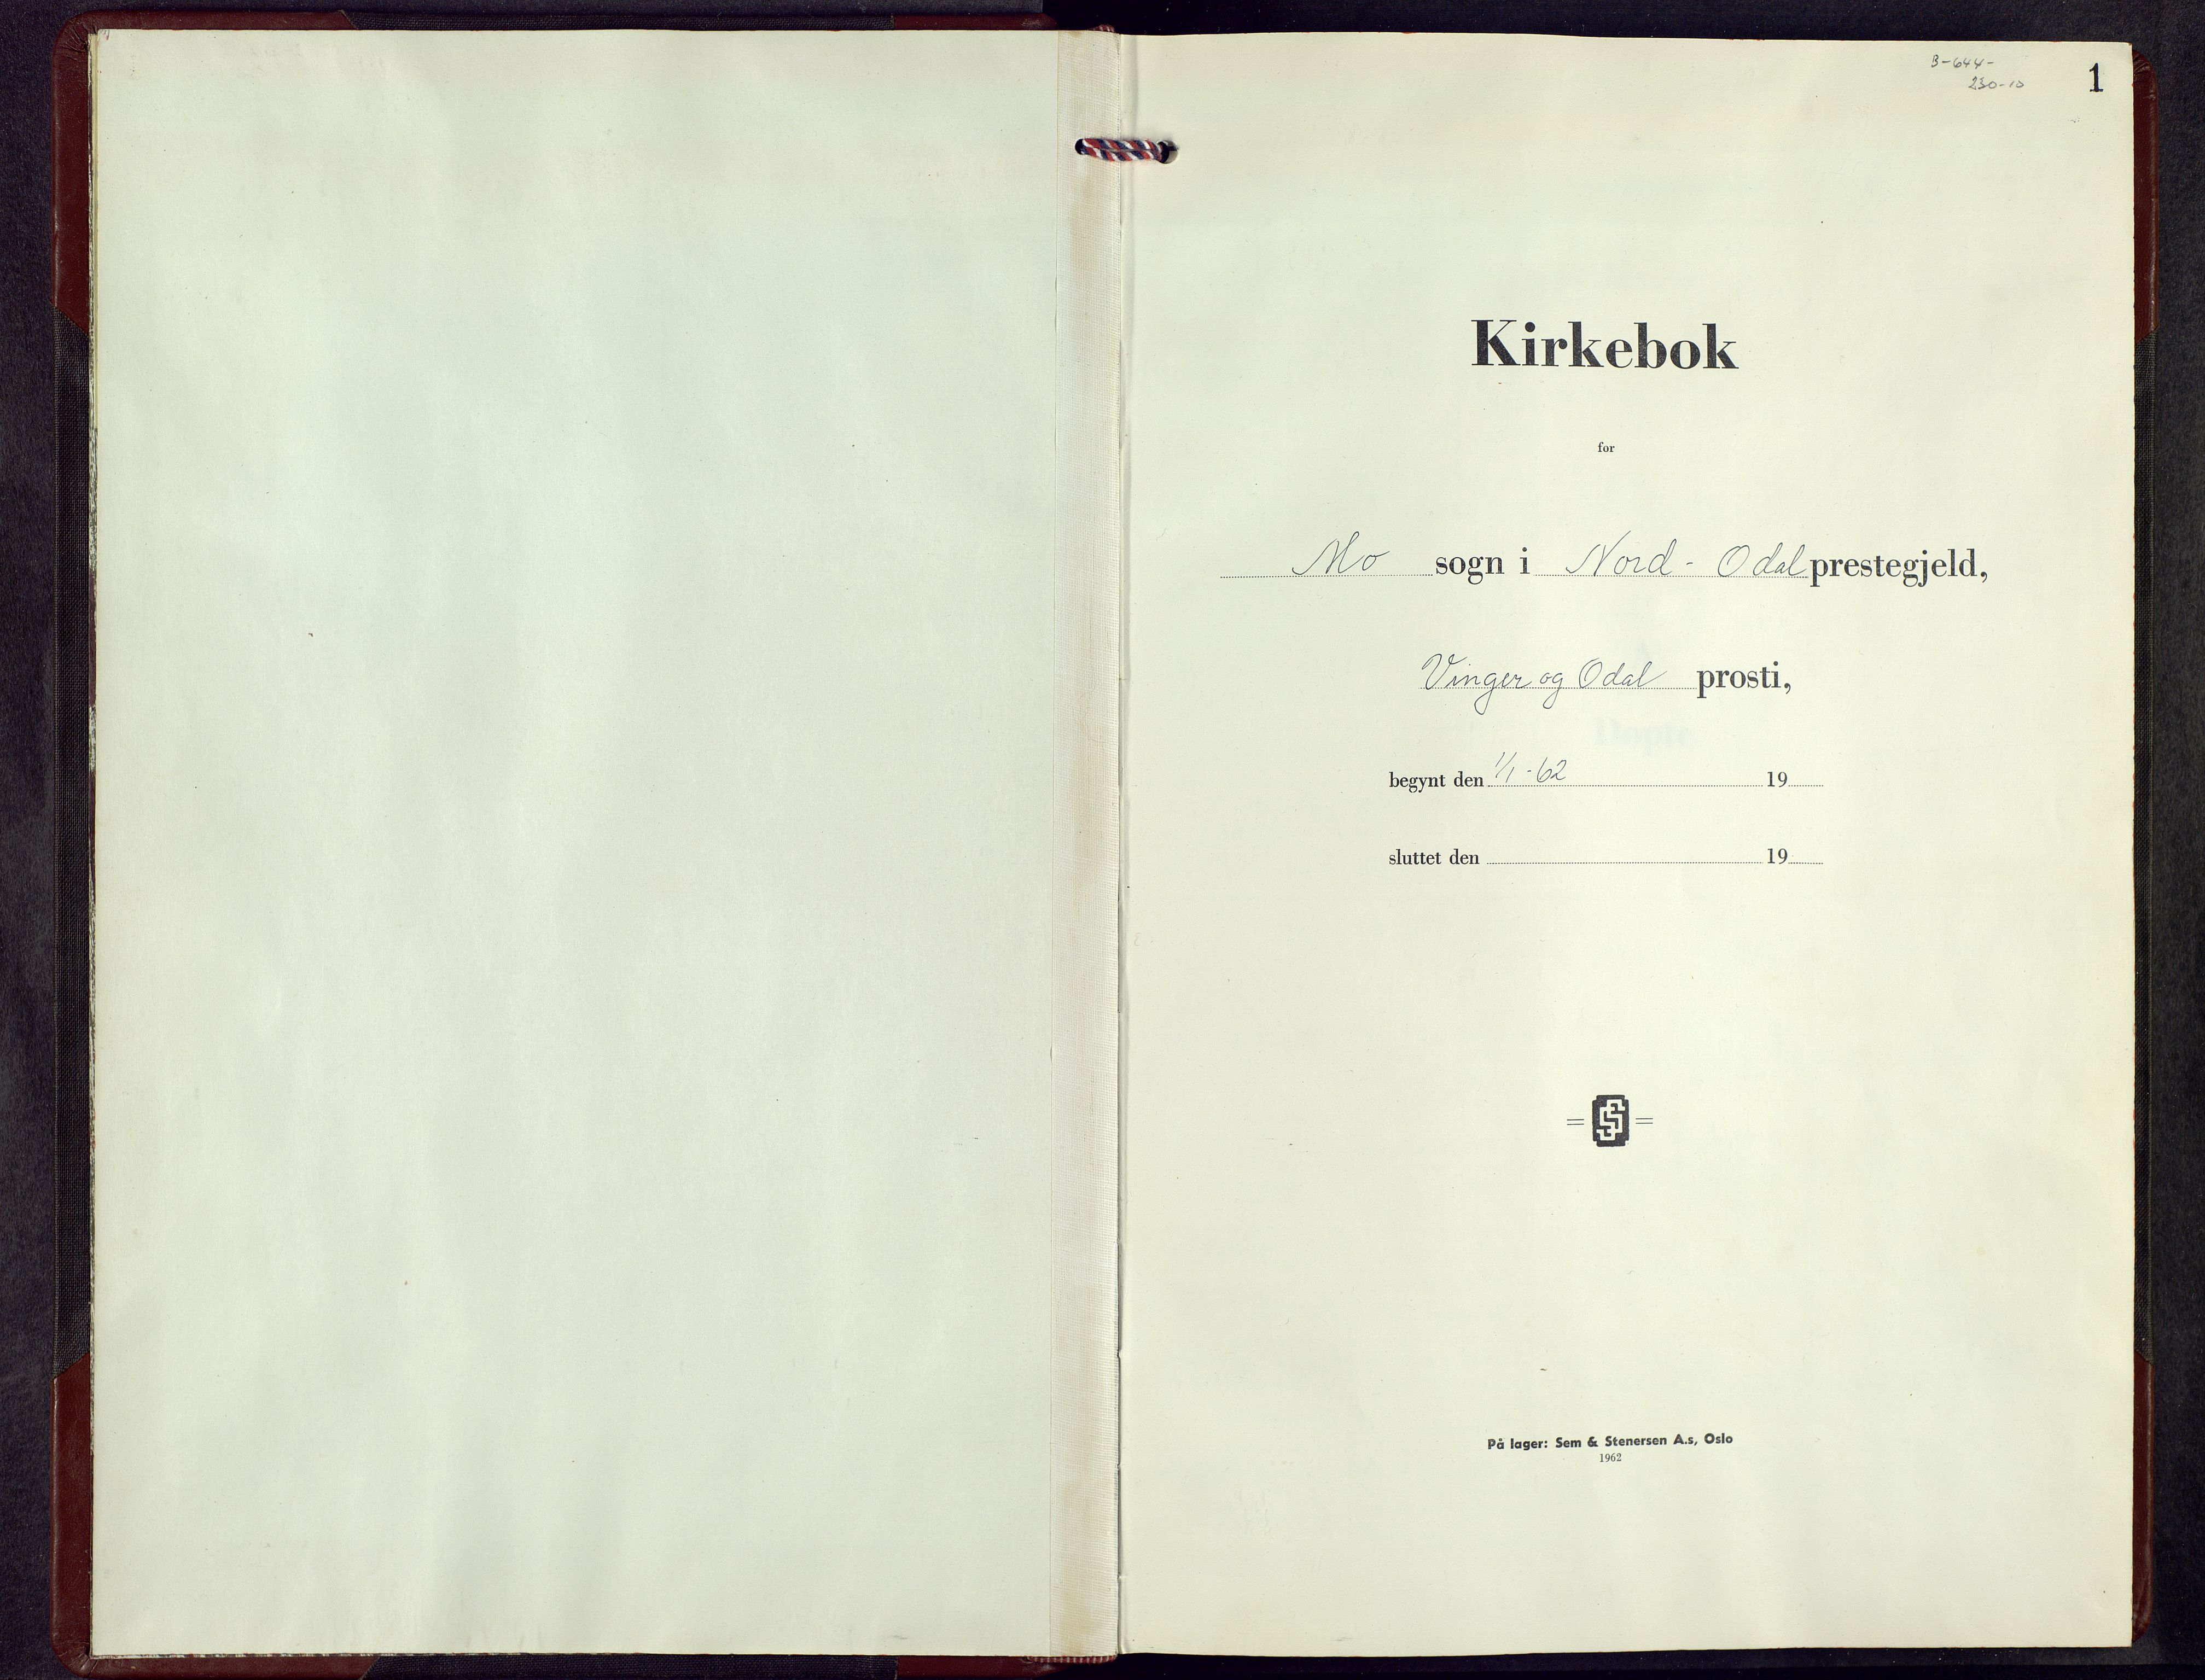 B-644-
230-10
1
Kirkebok
for
Mo sogn i Nord - Odal prestegjeld,
Vinger og Odal prosti,
begynt den 1/1-62 19
sluttet den 19
På lager: Sem & Stenersen A.s, Oslo
1962